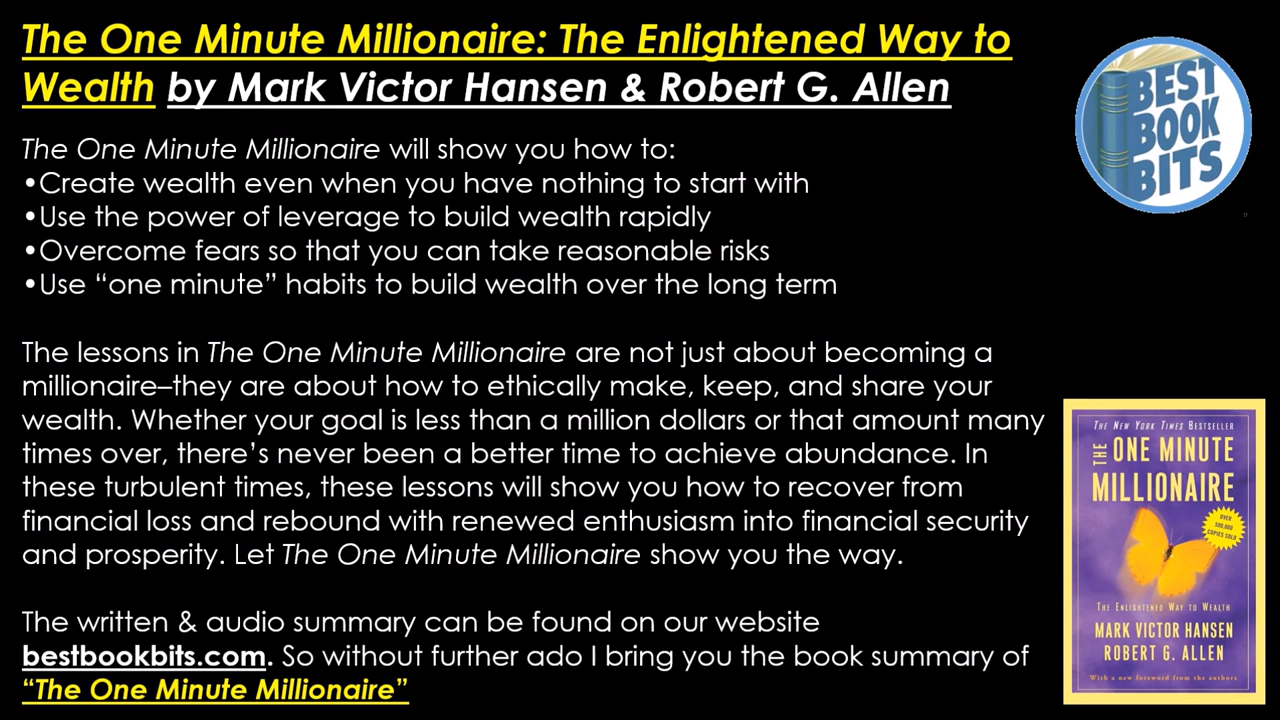 The One Minute Millionaire: The Enlightened Way to
Wealth by Mark Victor Hansen & Robert G. Allen
BEST
BOOK
BITS
The One Minute Millionaire will show you how to:
•Create wealth even when you have nothing to start with
•Use the power of leverage to build wealth rapidly
•Overcome fears so that you can take reasonable risks
•Use “one minute” habits to build wealth over the long term
The lessons in The One Minute Millionaire are not just about becoming a
millionaire–they are about how to ethically make, keep, and share your
wealth. Whether your goal is less than a million dollars or that amount many
times over, there’s never been a better time to achieve abundance. In
these turbulent times, these lessons will show you how to recover from
financial loss and rebound with renewed enthusiasm into financial security
and prosperity. Let The One Minute Millionaire show you the way.
The written & audio summary can be found on our website
bestbookbits.com. So without further ado I bring you the book summary of
“The One Minute Millionaire”
THE NEW YORK TIMES BESTSELLER
THE ONE MINUTE
MILLIONAIRE
OVER
500,000
COPIES SOLD
THE ENLIGHTENED WAY TO WEALTH
MARK VICTOR HANSEN
ROBERT G. ALLEN
With a new foreword from the authors